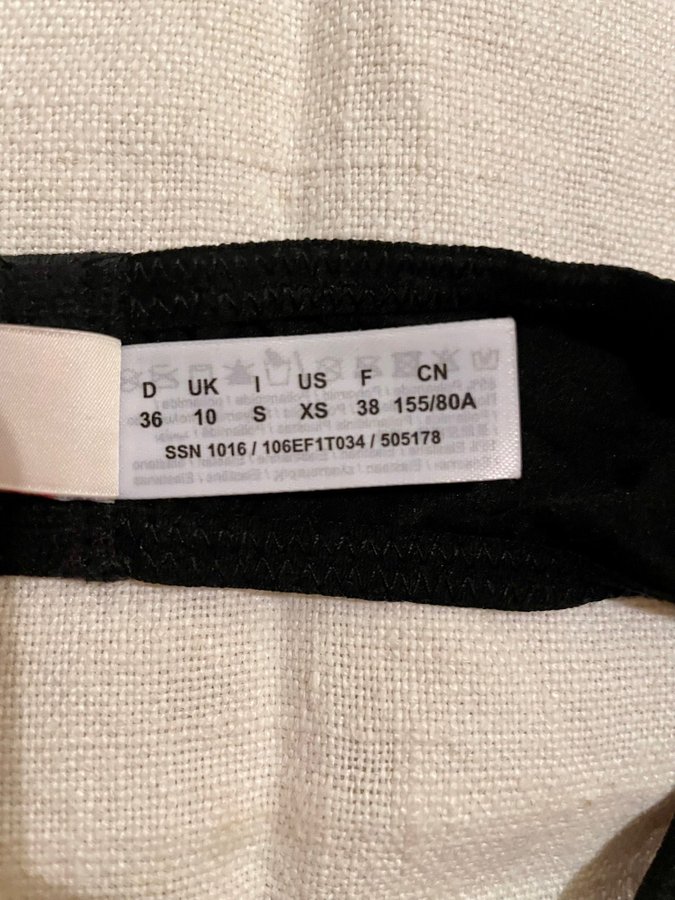 D UK I US F CN
36 10 S XS 38 155/80A
SSN 1016 / 106EF1T034 / 505178